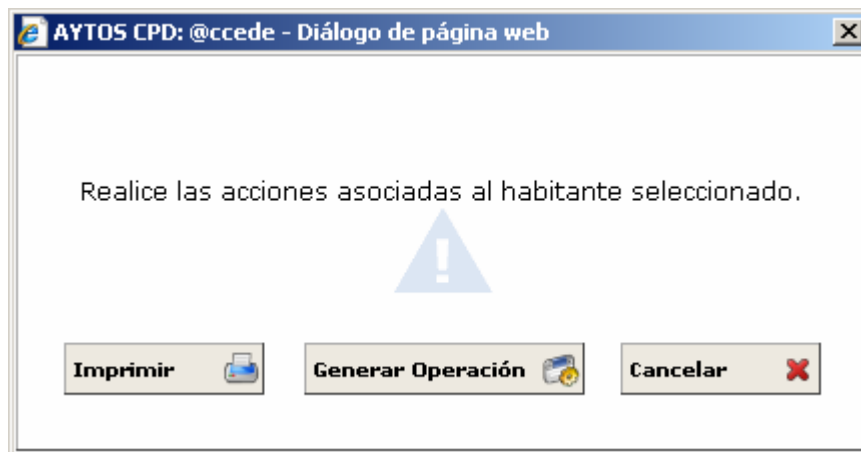 AYTOS CPD: @ccede - Diálogo de página web
Realice las acciones asociadas al habitante seleccionado.
Imprimir
Generar Operación
Cancelar